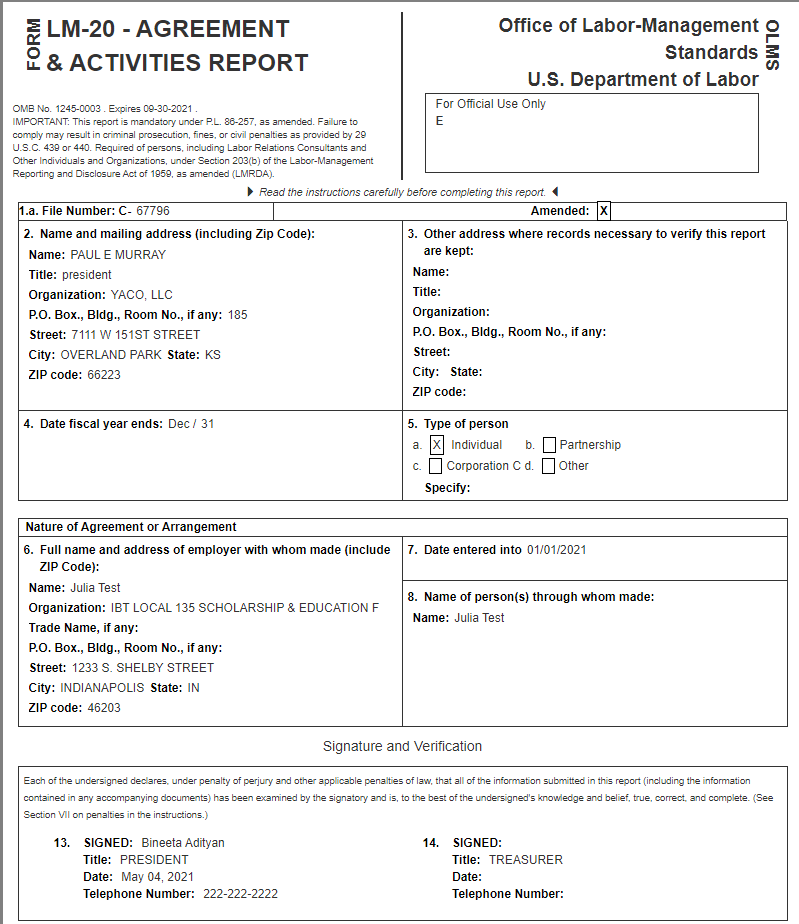 FORM LM-20 - AGREEMENT
& ACTIVITIES REPORT
Office of Labor-Management
Standards
U.S. Department of Labor
OLMS
OMB No. 1245-0003 . Expires 09-30-2021 .
IMPORTANT: This report is mandatory under P.L. 86-257, as amended. Failure to
comply may result in criminal prosecution, fines, or civil penalties as provided by 29
U.S.C. 439 or 440. Required of persons, including Labor Relations Consultants and
Other Individuals and Organizations, under Section 203(b) of the Labor-Management
Reporting and Disclosure Act of 1959, as amended (LMRDA).
For Official Use Only
E
Read the instructions carefully before completing this report.
1.a. File Number: C- 67796
Amended: X
2. Name and mailing address (including Zip Code):
Name: PAUL E MURRAY
Title: president
Organization: YACO, LLC
P.O. Box., Bldg., Room No., if any: 185
Street: 7111 W 151ST STREET
City: OVERLAND PARK State: KS
ZIP code: 66223
3. Other address where records necessary to verify this report
are kept:
Name:
Title:
Organization:
P.O. Box., Bldg., Room No., if any:
Street:
City: State:
ZIP code:
4. Date fiscal year ends: Dec / 31
5. Type of person
a. X Individual b. Partnership
c. Corporation C d. Other
Specify:
Nature of Agreement or Arrangement
6. Full name and address of employer with whom made (include
ZIP Code):
Name: Julia Test
Organization: IBT LOCAL 135 SCHOLARSHIP & EDUCATION F
Trade Name, if any:
P.O. Box., Bldg., Room No., if any:
Street: 1233 S. SHELBY STREET
City: INDIANAPOLIS State: IN
ZIP code: 46203
7. Date entered into 01/01/2021
8. Name of person(s) through whom made:
Name: Julia Test
Signature and Verification
Each of the undersigned declares, under penalty of perjury and other applicable penalties of law, that all of the information submitted in this report (including the information
contained in any accompanying documents) has been examined by the signatory and is, to the best of the undersigned's knowledge and belief, true, correct, and complete. (See
Section VII on penalties in the instructions.)
13. SIGNED: Bineeta Adityan
Title: PRESIDENT
Date: May 04, 2021
Telephone Number: 222-222-2222
14. SIGNED:
Title: TREASURER
Date:
Telephone Number: